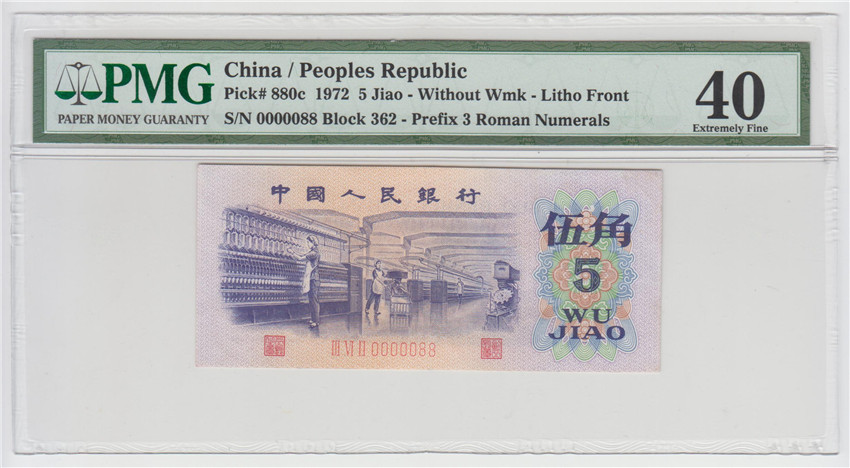 PMG
PAPER MONEY GUARANTY
China / Peoples Republic
Pick# 880c 1972 5 Jiao - Without Wmk - Litho Front
S/N 0000088 Block 362 - Prefix 3 Roman Numerals
40
Extremely Fine
中國人民銀行
伍角
5
WU
JIAO
III VI II 0000088